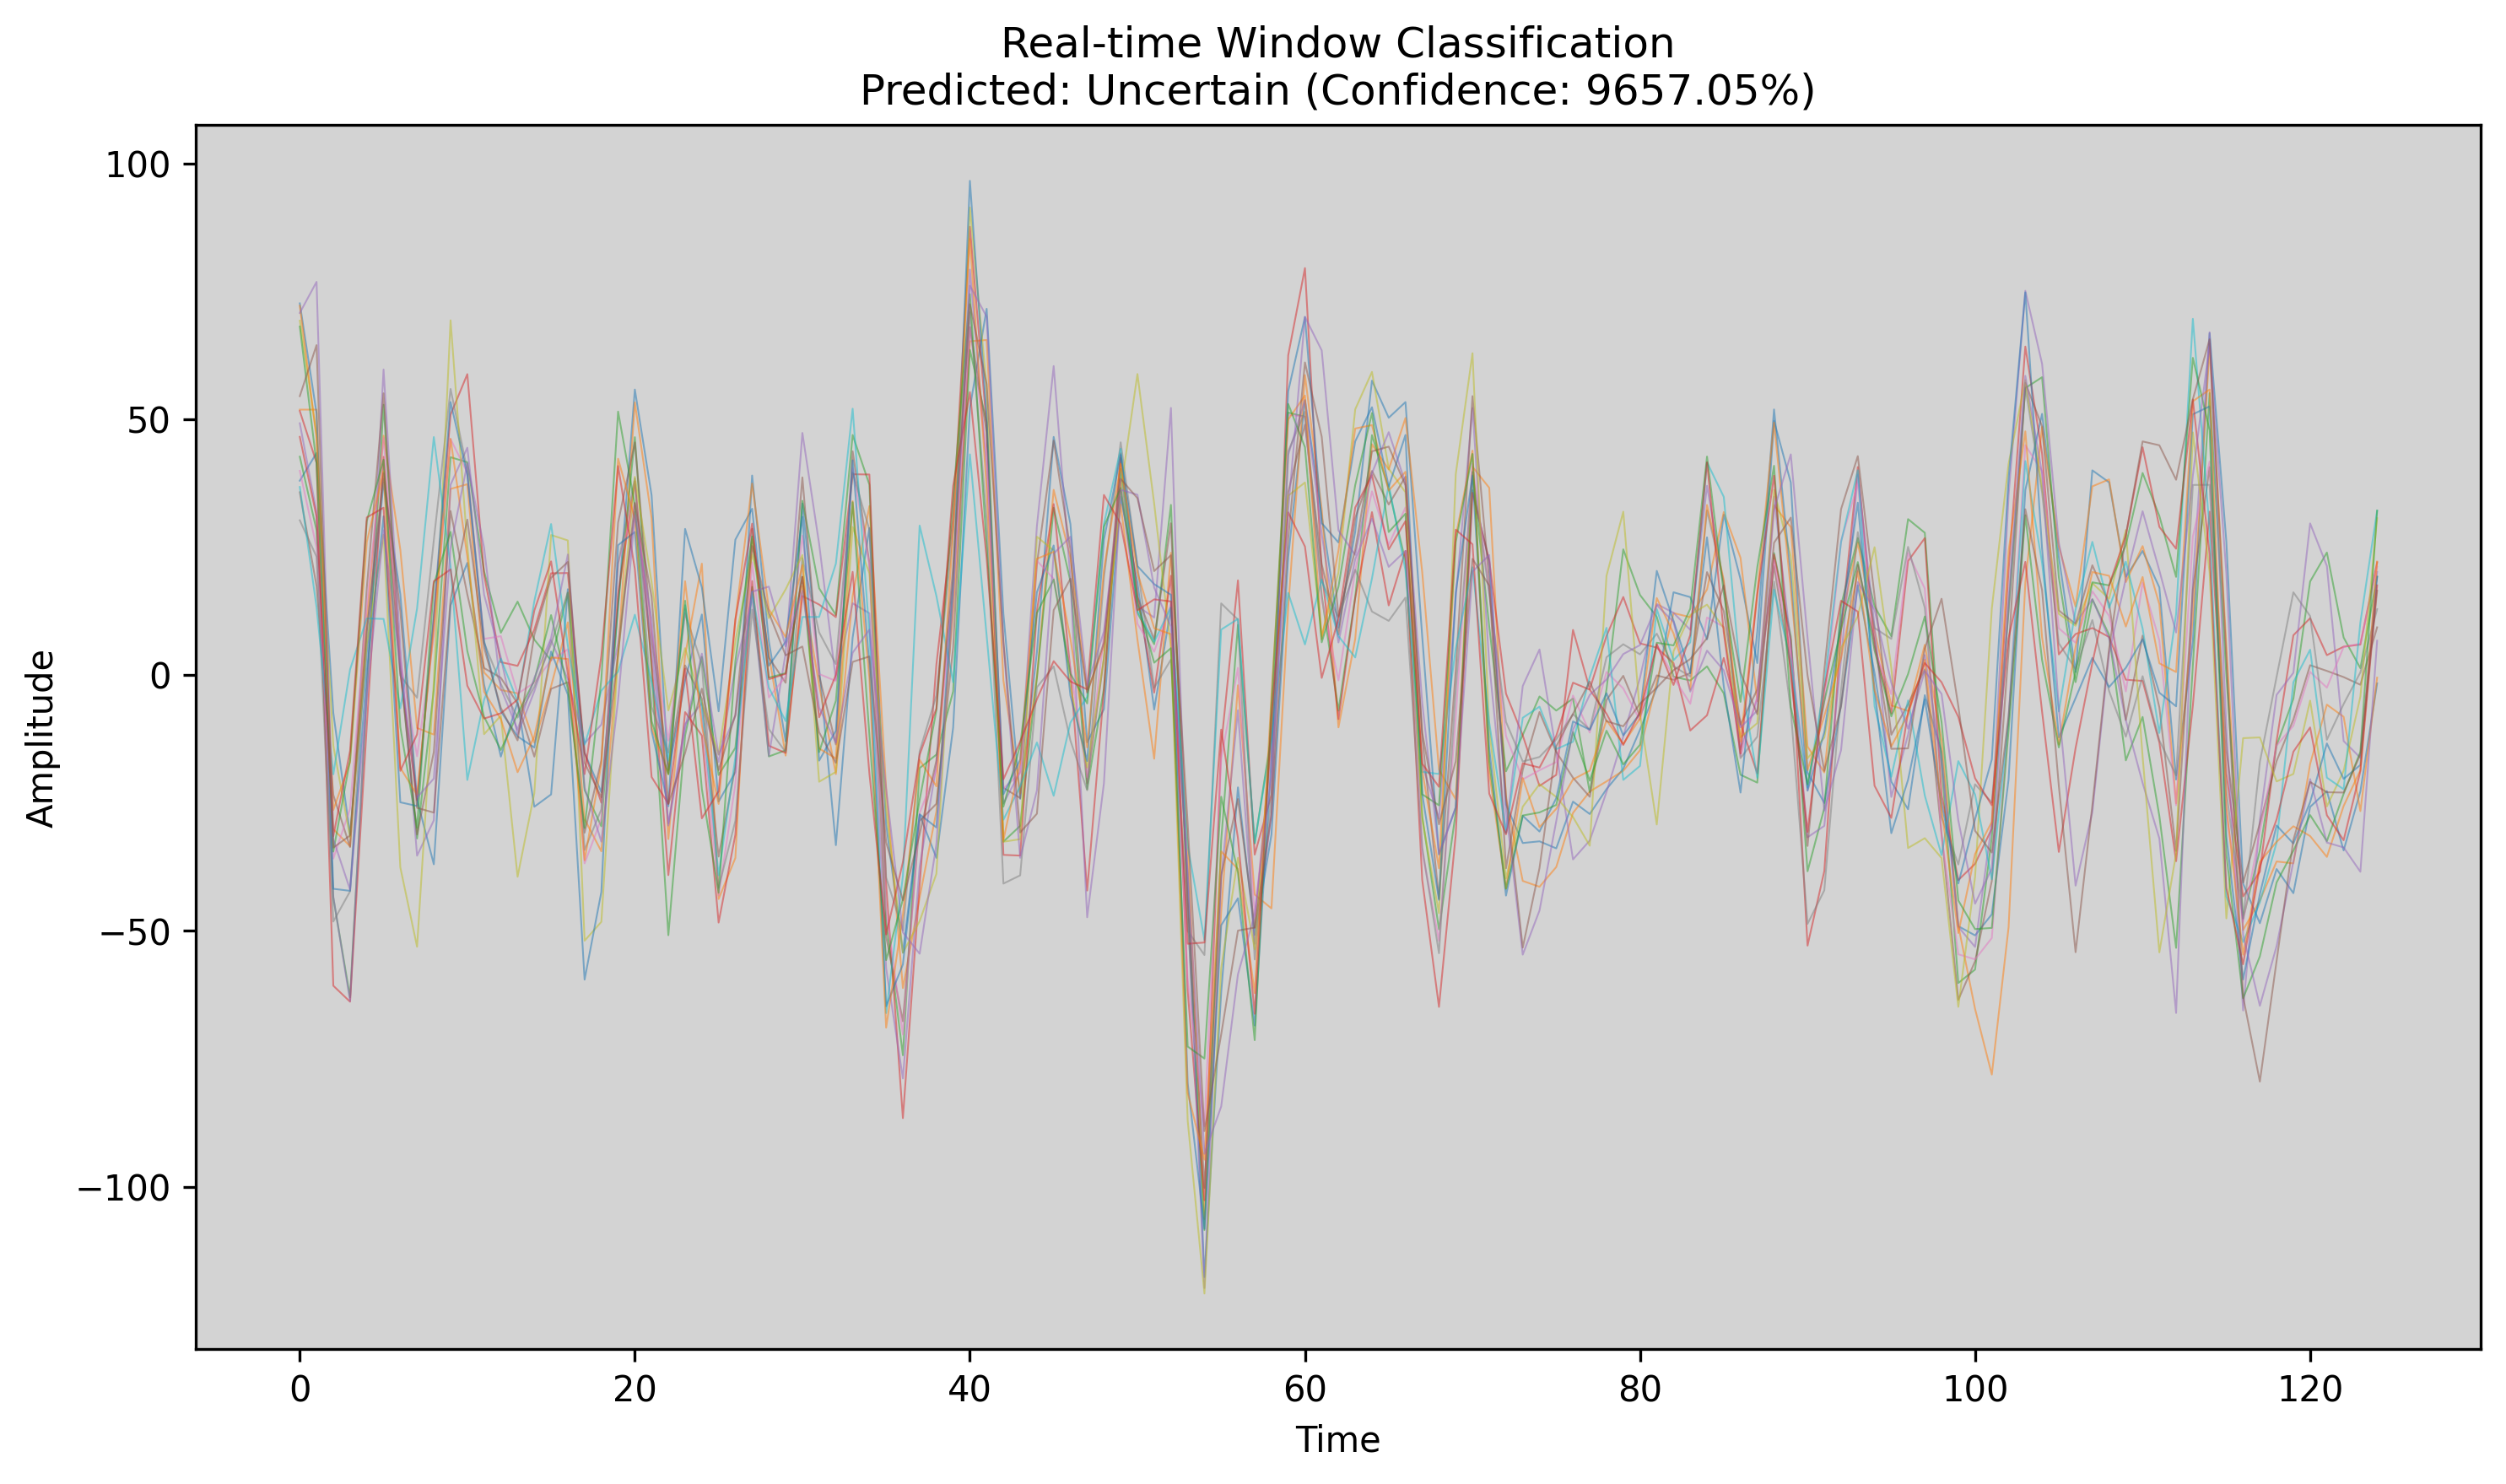 Real-time Window Classification
Predicted: Uncertain (Confidence: 9657.05%)
100
50
0
−50
−100
Amplitude
0 20 40 60 80 100 120
Time